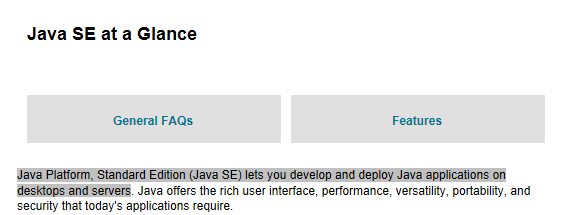 Java SE at a Glance
General FAQs
Features
Java Platform, Standard Edition (Java SE) lets you develop and deploy Java applications on
desktops and servers. Java offers the rich user interface, performance, versatility, portability, and
security that today's applications require.